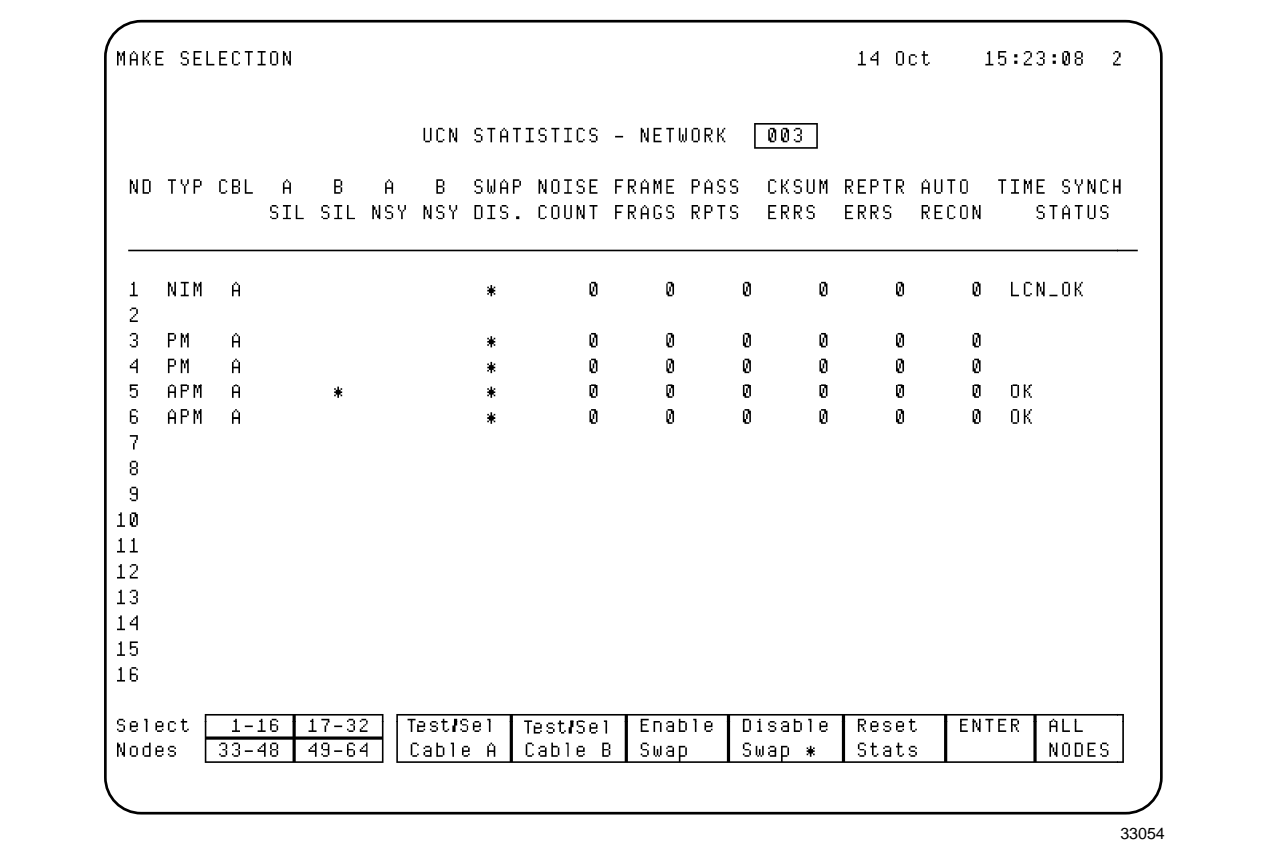 MAKE SELECTION 14 Oct 15:23:08 2
UCN STATISTICS - NETWORK 003
ND TYP CBL A B A B SWAP NOISE FRAME PASS CKSUM REPTR AUTO TIME SYNCH
SIL SIL NSY NSY DIS. COUNT FRAGS RPTS ERRS ERRS RECON STATUS
1 NIM A * 0 0 0 0 0 0 LCN_OK
2
3 PM A * 0 0 0 0 0 0
4 PM A * 0 0 0 0 0 0
5 APM A * * 0 0 0 0 0 0 OK
6 APM A * 0 0 0 0 0 0 OK
7
8
9
10
11
12
13
14
15
16
Select 1-16 17-32 Test/Sel Test/Sel Enable Disable Reset ENTER ALL
Nodes 33-48 49-64 Cable A Cable B Swap Swap * Stats NODES
33054